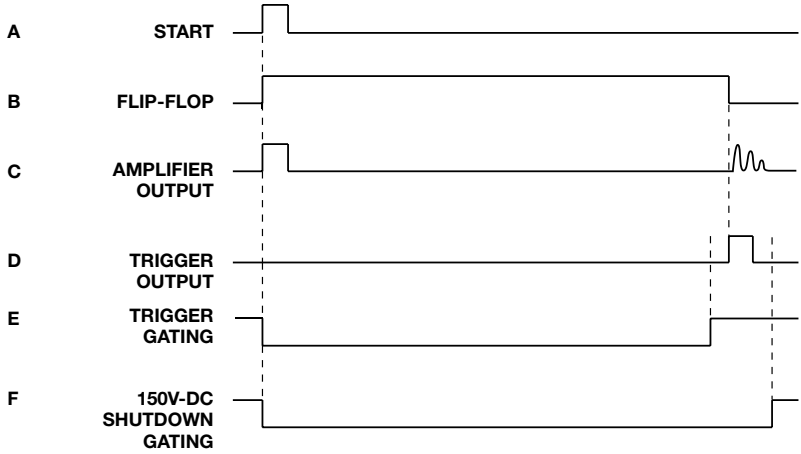 A START
B FLIP-FLOP
C AMPLIFIER
OUTPUT
D TRIGGER
OUTPUT
E TRIGGER
GATING
F 150V-DC
SHUTDOWN
GATING